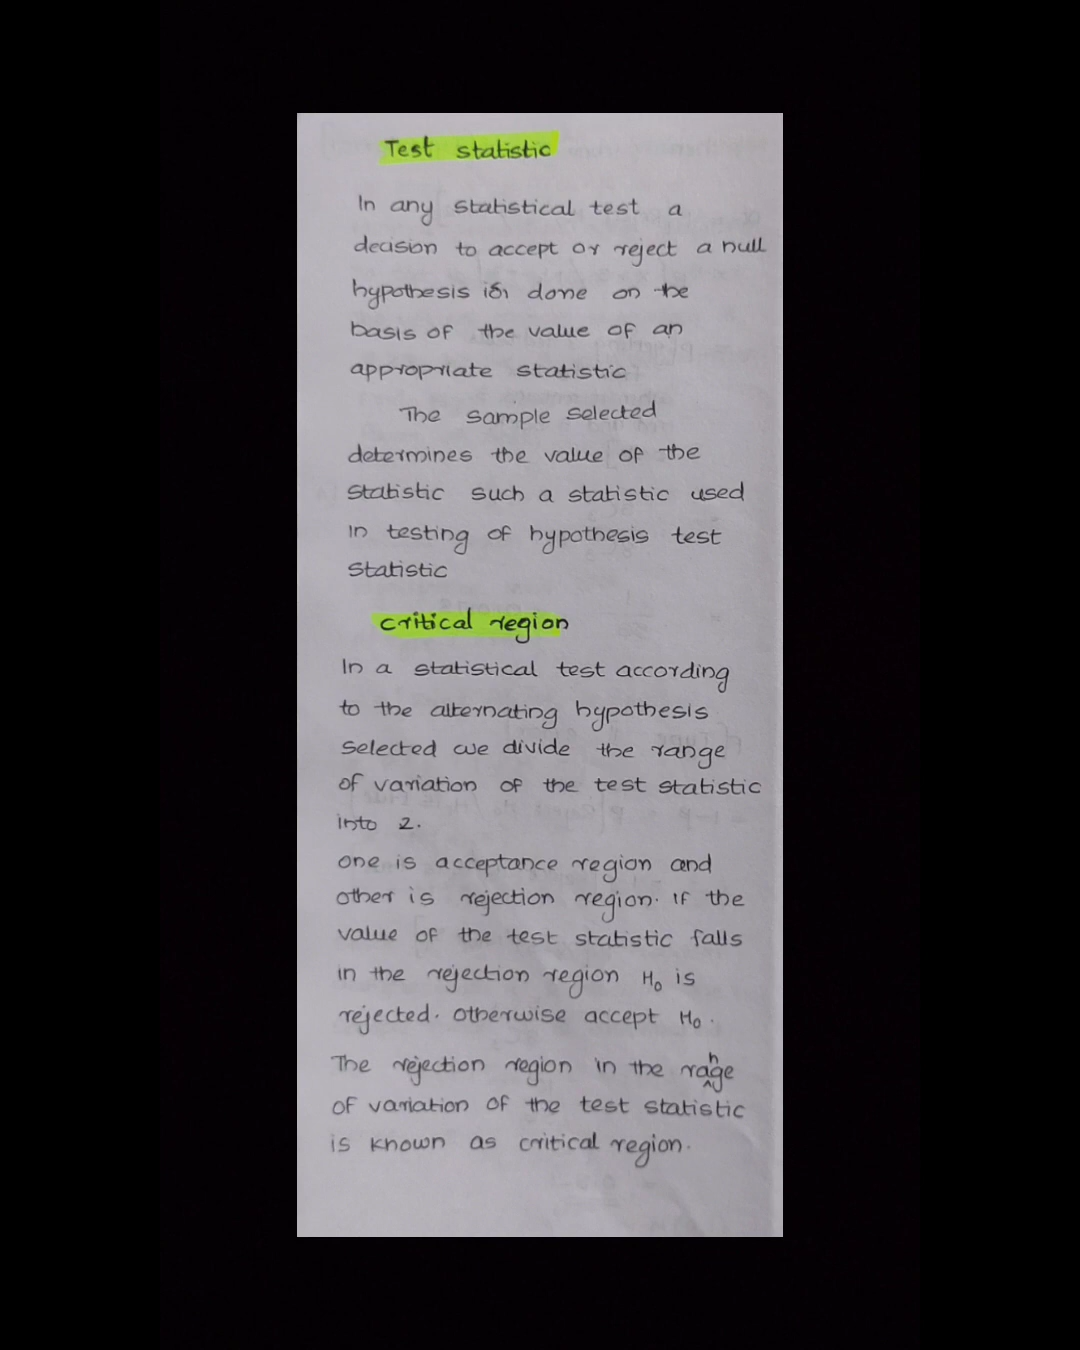 Test statistic
In any statistical test a
decision to accept or reject a null
hypothesis is done on the
basis of the value of an
appropriate statistic
The sample selected
determines the value of the
statistic such a statistic used
in testing of hypothesis test
statistic
critical region
In a statistical test according
to the alternating hypothesis
selected we divide the range
of variation of the test statistic
into 2.
one is acceptance region and
other is rejection region. If the
value of the test statistic falls
in the rejection region H₀ is
rejected. otherwise accept H₀.
The rejection region in the range
of variation of the test statistic
is known as critical region.